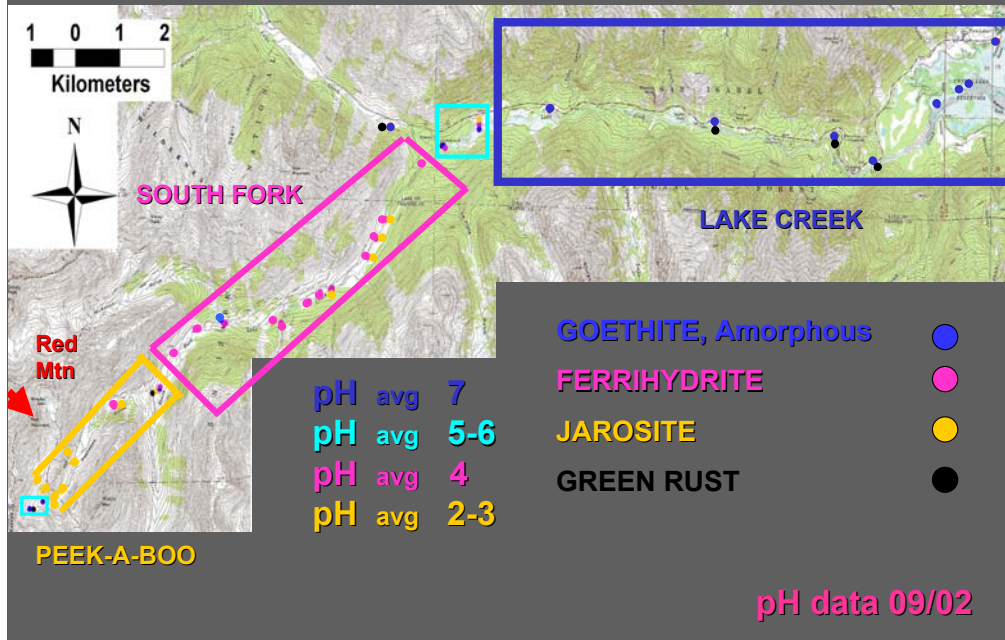 1 0 1 2
Kilometers
N
SOUTH FORK
LAKE CREEK
Red
Mtn
GOETHITE, Amorphous
FERRIHYDRITE
JAROSITE
GREEN RUST
pH avg 7
pH avg 5-6
pH avg 4
pH avg 2-3
PEEK-A-BOO
pH data 09/02